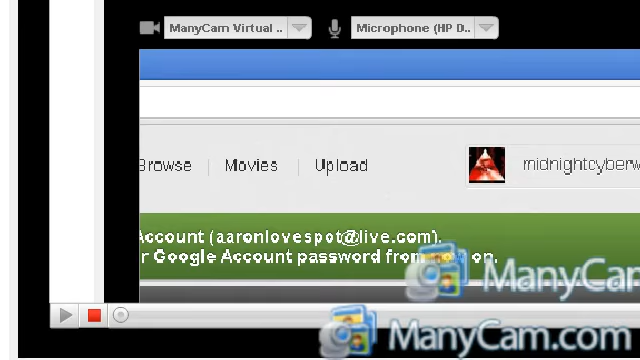 ManyCam Virtual ..
Microphone (HP D..
Browse
Movies
Upload
midnightcyberw
Account (aaronlovespot@live.com).
r Google Account password from now on.
ManyCam
ManyCam.com